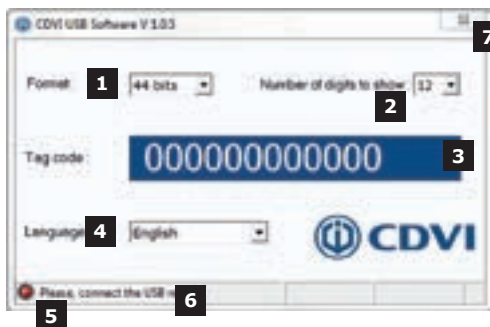 CDVI USB Software V 1.0.5
7
Format 1 44 bits Number of digits to show 12
2
Tag code 000000000000 3
Language 4 English CDVI
Please, connect the USB 6
5